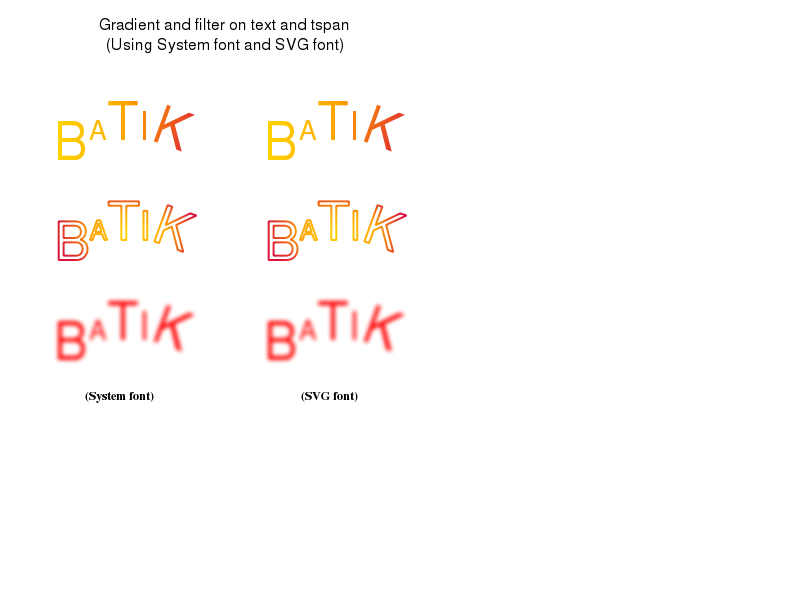 Gradient and filter on text and tspan
(Using System font and SVG font)
BATIK BATIK
BATIK BATIK
BATIK BATIK
(System font) (SVG font)